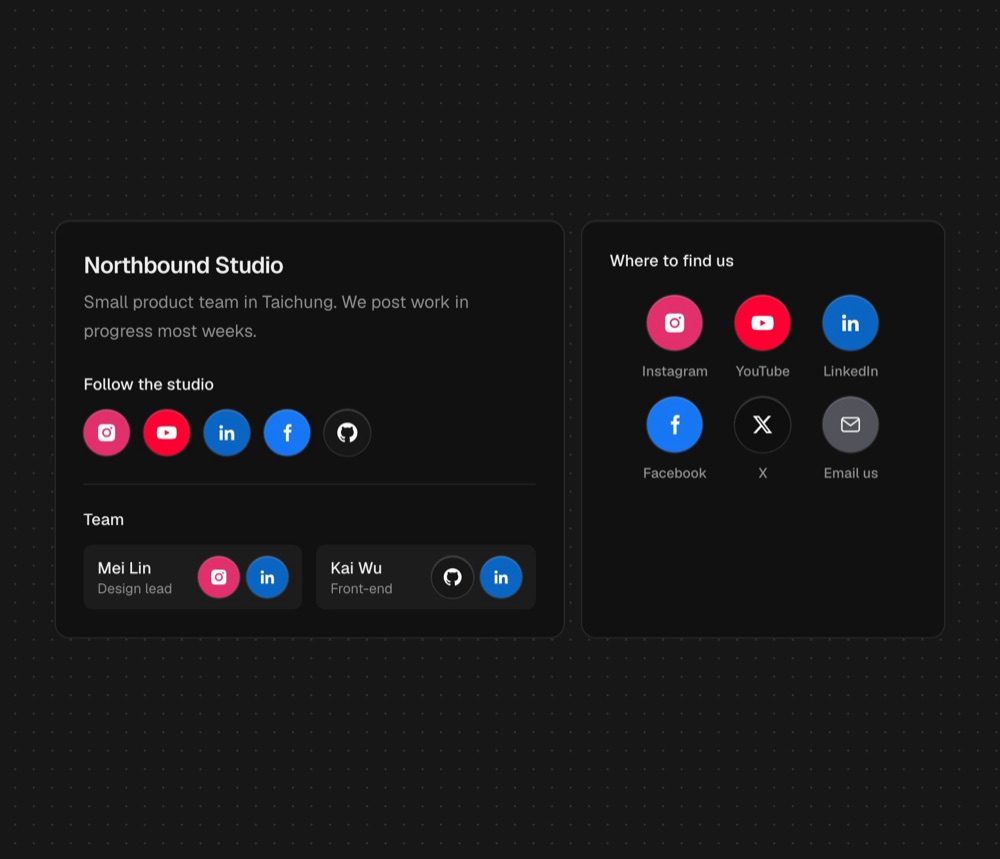 Northbound Studio
Small product team in Taichung. We post work in
progress most weeks.
Follow the studio
Team
Mei Lin
Design lead
Kai Wu
Front-end
Where to find us
Instagram
YouTube
LinkedIn
Facebook
X
Email us